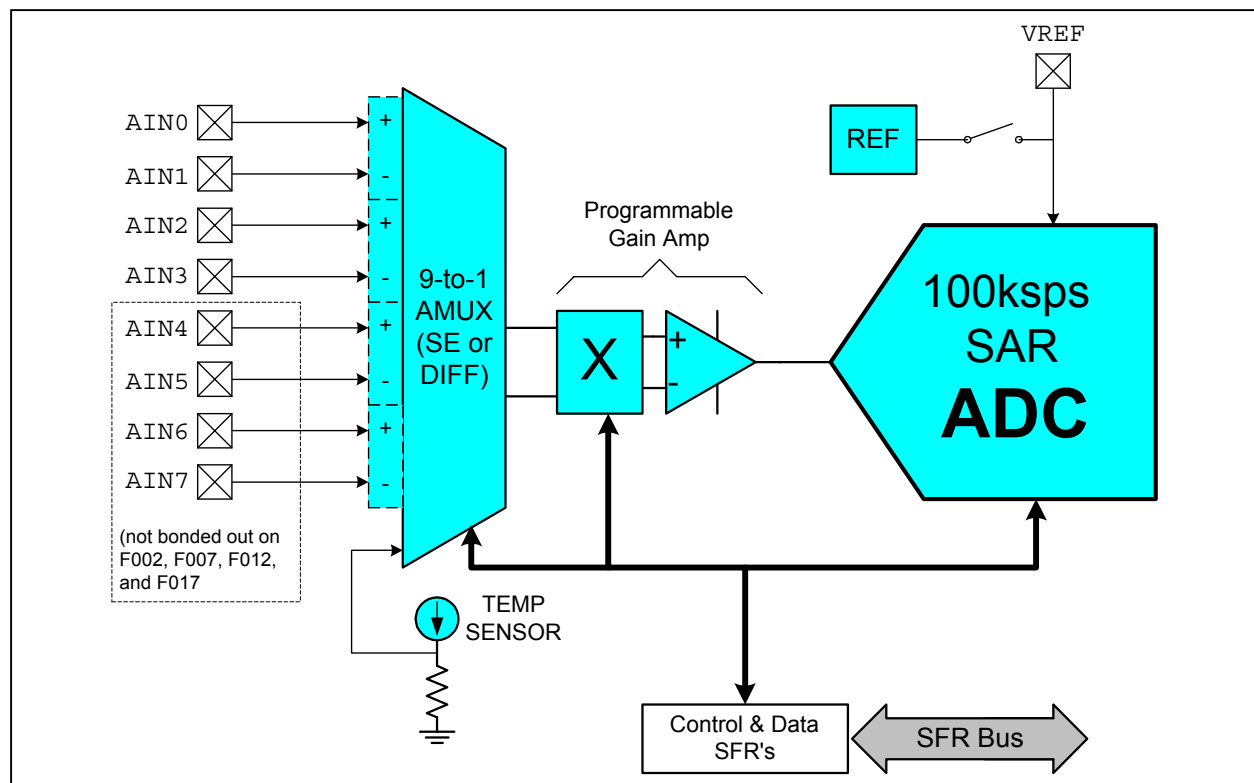 VREF
AIN0
+
REF
AIN1
-
AIN2
+
Programmable
Gain Amp
AIN3
-
9-to-1
AMUX
(SE or
DIFF)
100ksps
SAR
ADC
AIN4
+
X
+
-
AIN5
-
AIN6
+
AIN7
-
(not bonded out on
F002, F007, F012,
and F017
TEMP
SENSOR
Control & Data
SFR's
SFR Bus